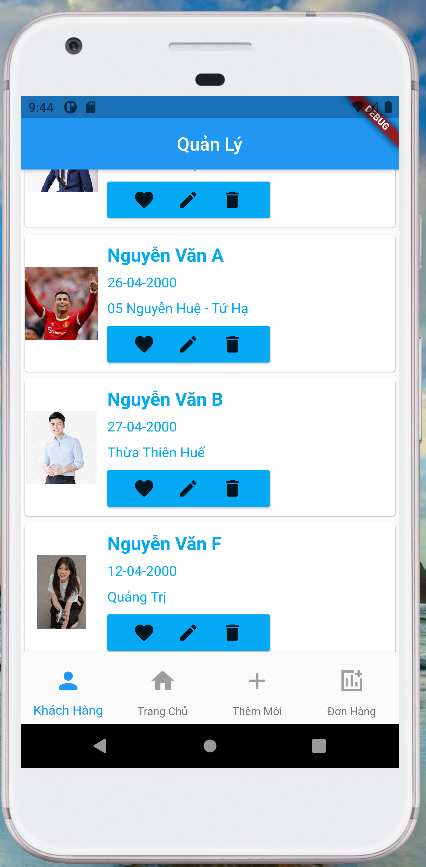 9:44
DEBUG
Quản Lý
Nguyễn Văn A
26-04-2000
05 Nguyễn Huệ - Tứ Hạ
Nguyễn Văn B
27-04-2000
Thừa Thiên Huế
Nguyễn Văn F
12-04-2000
Quảng Trị
Khách Hàng
Trang Chủ
Thêm Mới
Đơn Hàng